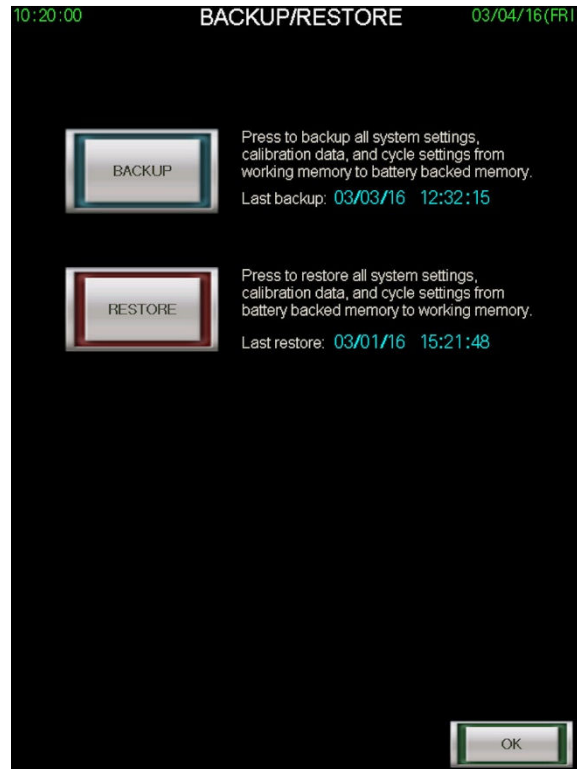 10:20:00 BACKUP/RESTORE 03/04/16(FRI
BACKUP
Press to backup all system settings,
calibration data, and cycle settings from
working memory to battery backed memory.
Last backup: 03/03/16 12:32:15
RESTORE
Press to restore all system settings,
calibration data, and cycle settings from
battery backed memory to working memory.
Last restore: 03/01/16 15:21:48
OK